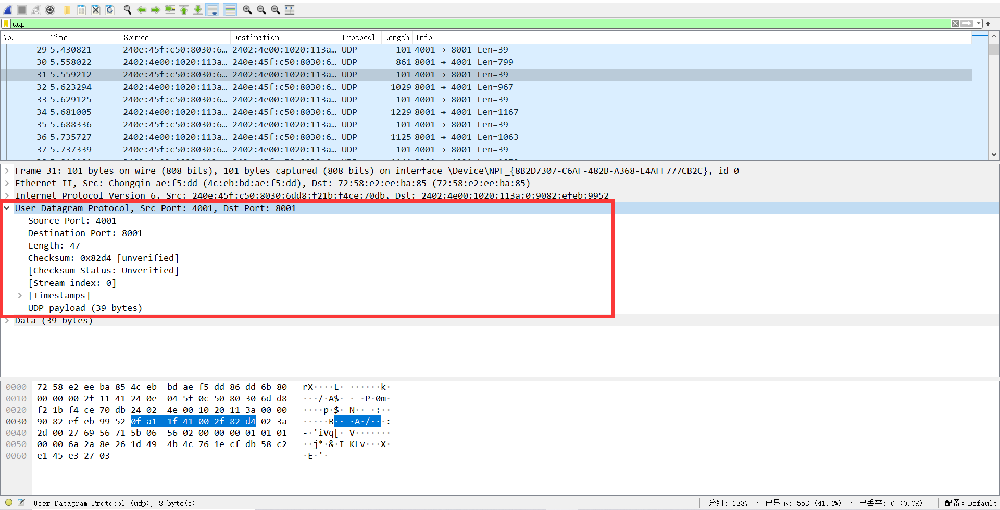 udp
No. Time Source Destination Protocol Length Info
29 5.430821 240e:45f:c50:8030:6… 2402:4e00:1020:113a… UDP 101 4001 → 8001 Len=39
30 5.558022 2402:4e00:1020:113a… 240e:45f:c50:8030:6… UDP 861 8001 → 4001 Len=799
31 5.559212 240e:45f:c50:8030:6… 2402:4e00:1020:113a… UDP 101 4001 → 8001 Len=39
32 5.623294 2402:4e00:1020:113a… 240e:45f:c50:8030:6… UDP 1029 8001 → 4001 Len=967
33 5.629125 240e:45f:c50:8030:6… 2402:4e00:1020:113a… UDP 101 4001 → 8001 Len=39
34 5.681005 2402:4e00:1020:113a… 240e:45f:c50:8030:6… UDP 1229 8001 → 4001 Len=1167
35 5.688336 240e:45f:c50:8030:6… 2402:4e00:1020:113a… UDP 101 4001 → 8001 Len=39
36 5.735727 2402:4e00:1020:113a… 240e:45f:c50:8030:6… UDP 1125 8001 → 4001 Len=1063
37 5.737339 240e:45f:c50:8030:6… 2402:4e00:1020:113a… UDP 101 4001 → 8001 Len=39
Frame 31: 101 bytes on wire (808 bits), 101 bytes captured (808 bits) on interface \Device\NPF_{8B2D7307-C6AF-482B-A368-E4AFF777CB2C}, id 0
Ethernet II, Src: Chongqin_ae:f5:dd (4c:eb:bd:ae:f5:dd), Dst: 72:58:e2:ee:ba:85 (72:58:e2:ee:ba:85)
Internet Protocol Version 6, Src: 240e:45f:c50:8030:6dd8:f21b:f4ce:70db, Dst: 2402:4e00:1020:113a:0:9082:efeb:9952
User Datagram Protocol, Src Port: 4001, Dst Port: 8001
Source Port: 4001
Destination Port: 8001
Length: 47
Checksum: 0x82d4 [unverified]
[Checksum Status: Unverified]
[Stream index: 0]
[Timestamps]
UDP payload (39 bytes)
Data (39 bytes)
0000 72 58 e2 ee ba 85 4c eb bd ae f5 dd 86 dd 6b 80 rX····L· ······k·
0010 00 00 00 2f 11 41 24 0e 04 5f 0c 50 80 30 6d d8 ···/·A$· ·_·P·0m·
0020 f2 1b f4 ce 70 db 24 02 4e 00 10 20 11 3a 00 00 ····p·$· N·· ·:··
0030 90 82 efeb 99 52 0f a1 1f 41 00 2f 82 d4 02 3a ·····R·· ·A·/···:
0040 2d 00 27 69 56 71 5b 06 56 02 00 00 00 01 01 01 -·'iVq[· V·······
0050 00 00 6a 2a 8e 26 1d 49 4b 4c 76 1e cf db 58 c2 ··j*·&·I KLv···X·
0060 e1 45 e3 27 03 ·E·'·
User Datagram Protocol (udp), 8 byte(s)
分组: 1337 · 已显示: 553 (41.4%) · 已丢弃: 0 (0.0%)
配置: Default